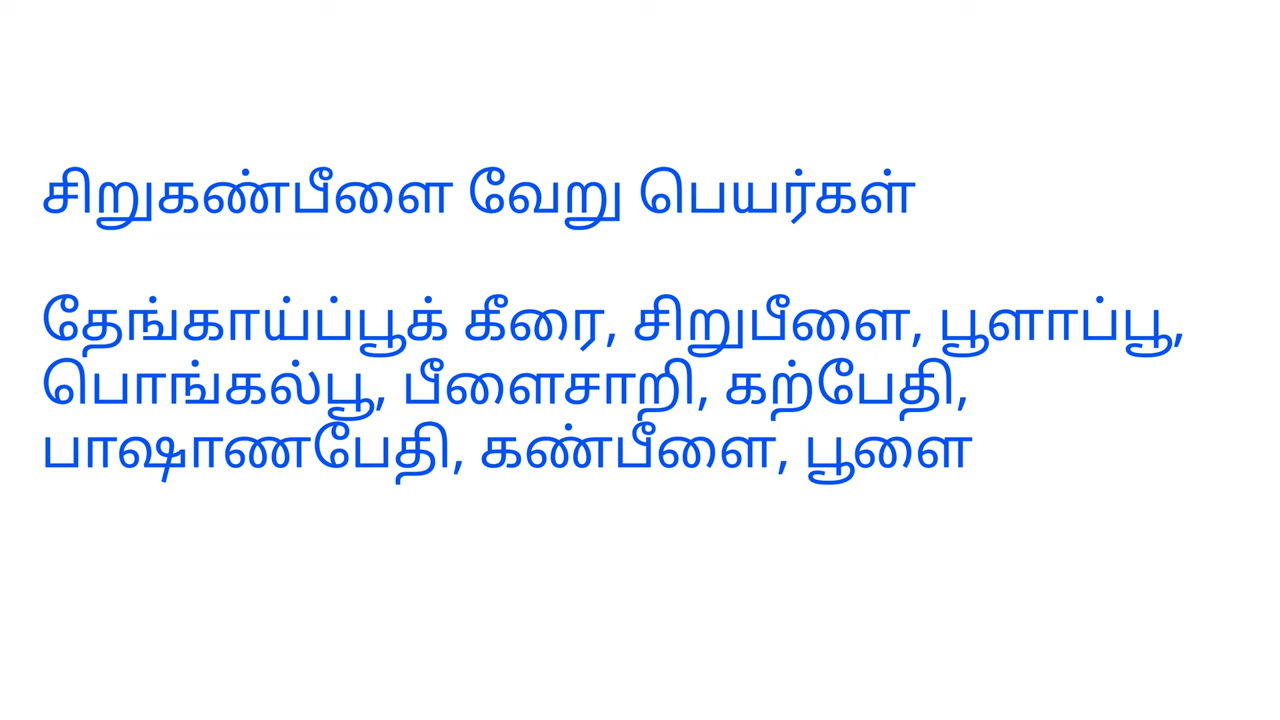 சிறுகண்பீளை வேறு பெயர்கள்
தேங்காய்ப்பூக் கீரை, சிறுபீளை, பூளாப்பூ,
பொங்கல்பூ, பீளைசாறி, கற்பேதி,
பாஷாணபேதி, கண்பீளை, பூளை